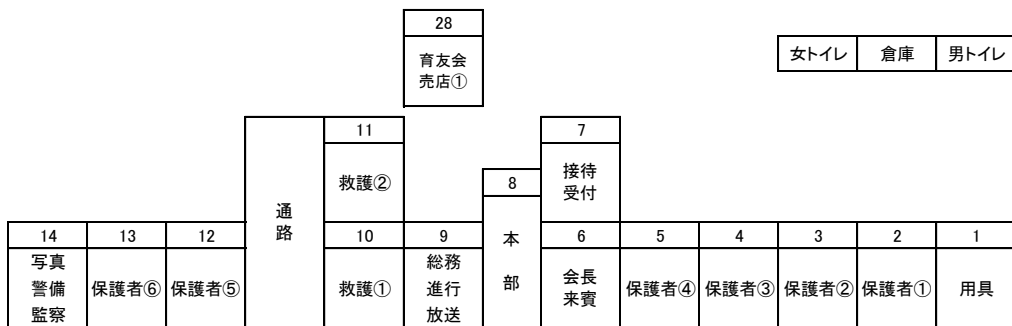 28
育友会
売店①
女トイレ 倉庫 男トイレ
11 7
救護② 接待
受付
8
通
路
14 13 12 10 9 本 6 5 4 3 2 1
写真
警備
監察
保護者⑥ 保護者⑤ 救護① 総務
進行
放送
部
会長
来賓
保護者④ 保護者③ 保護者② 保護者① 用具